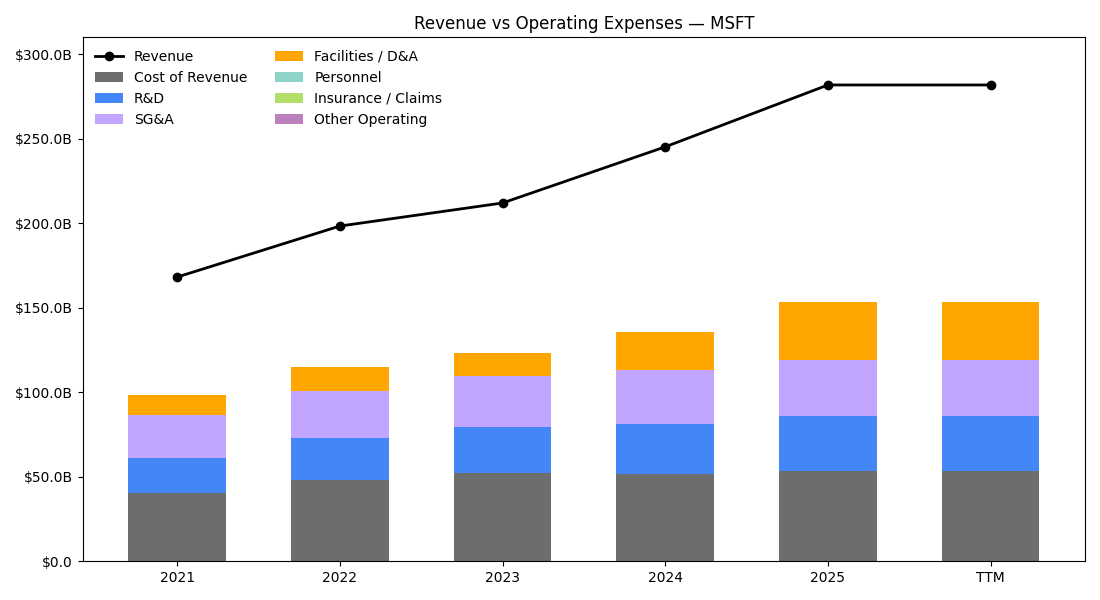 Revenue vs Operating Expenses — MSFT
$300.0B
$250.0B
$200.0B
$150.0B
$100.0B
$50.0B
$0.0
Revenue
Cost of Revenue
R&D
SG&A
Facilities / D&A
Personnel
Insurance / Claims
Other Operating
2021
2022
2023
2024
2025
TTM